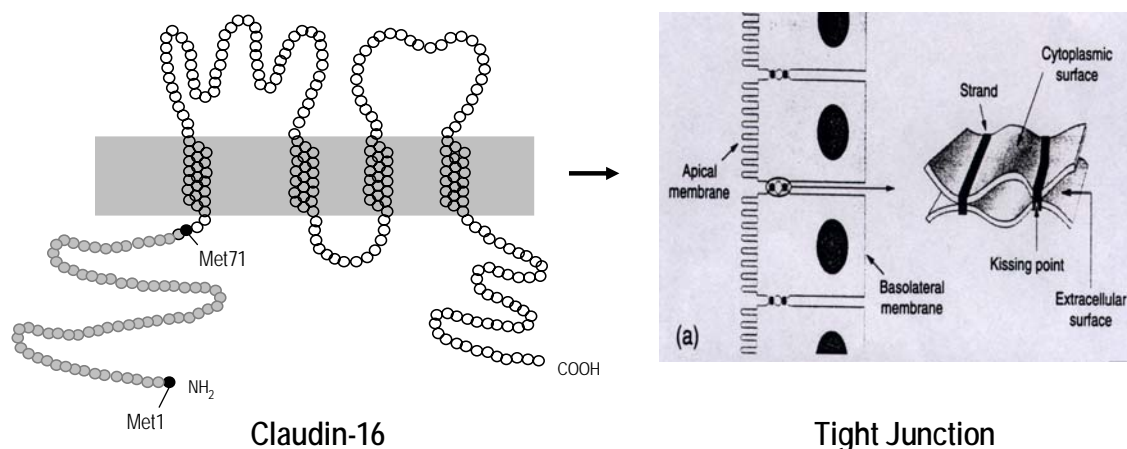 Met71
NH2
Met1
COOH
Claudin-16
Cytoplasmic
surface
Strand
Apical
membrane
Kissing point
Basolateral
membrane
Extracellular
surface
(a)
Tight Junction